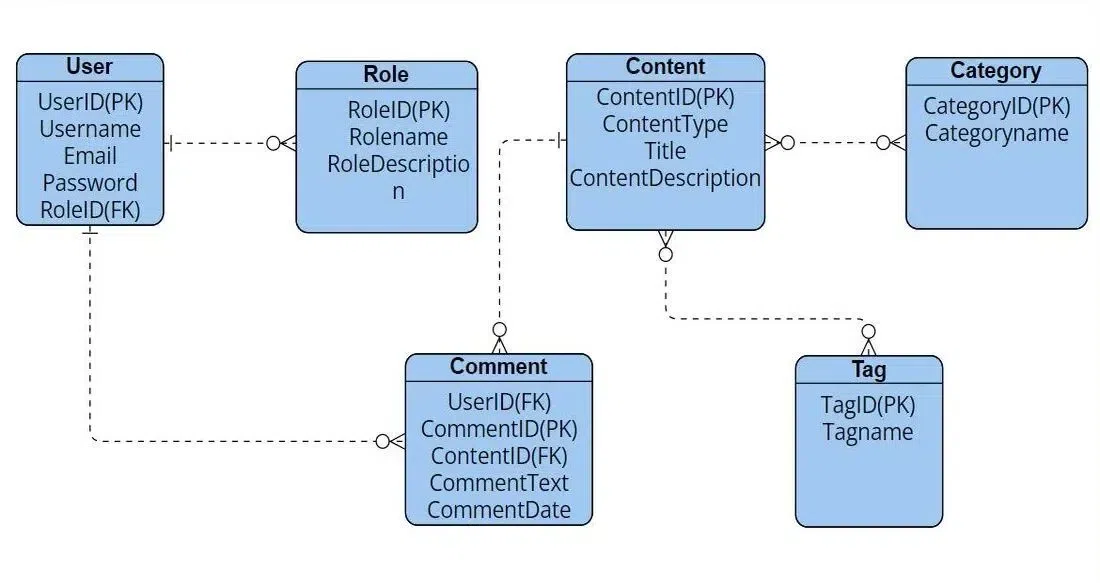 User
UserID(PK)
Username
Email
Password
RoleID(FK)
Role
RoleID(PK)
Rolename
RoleDescriptio
n
Content
ContentID(PK)
ContentType
Title
ContentDescription
Category
CategoryID(PK)
Categoryname
Comment
UserID(FK)
CommentID(PK)
ContentID(FK)
CommentText
CommentDate
Tag
TagID(PK)
Tagname